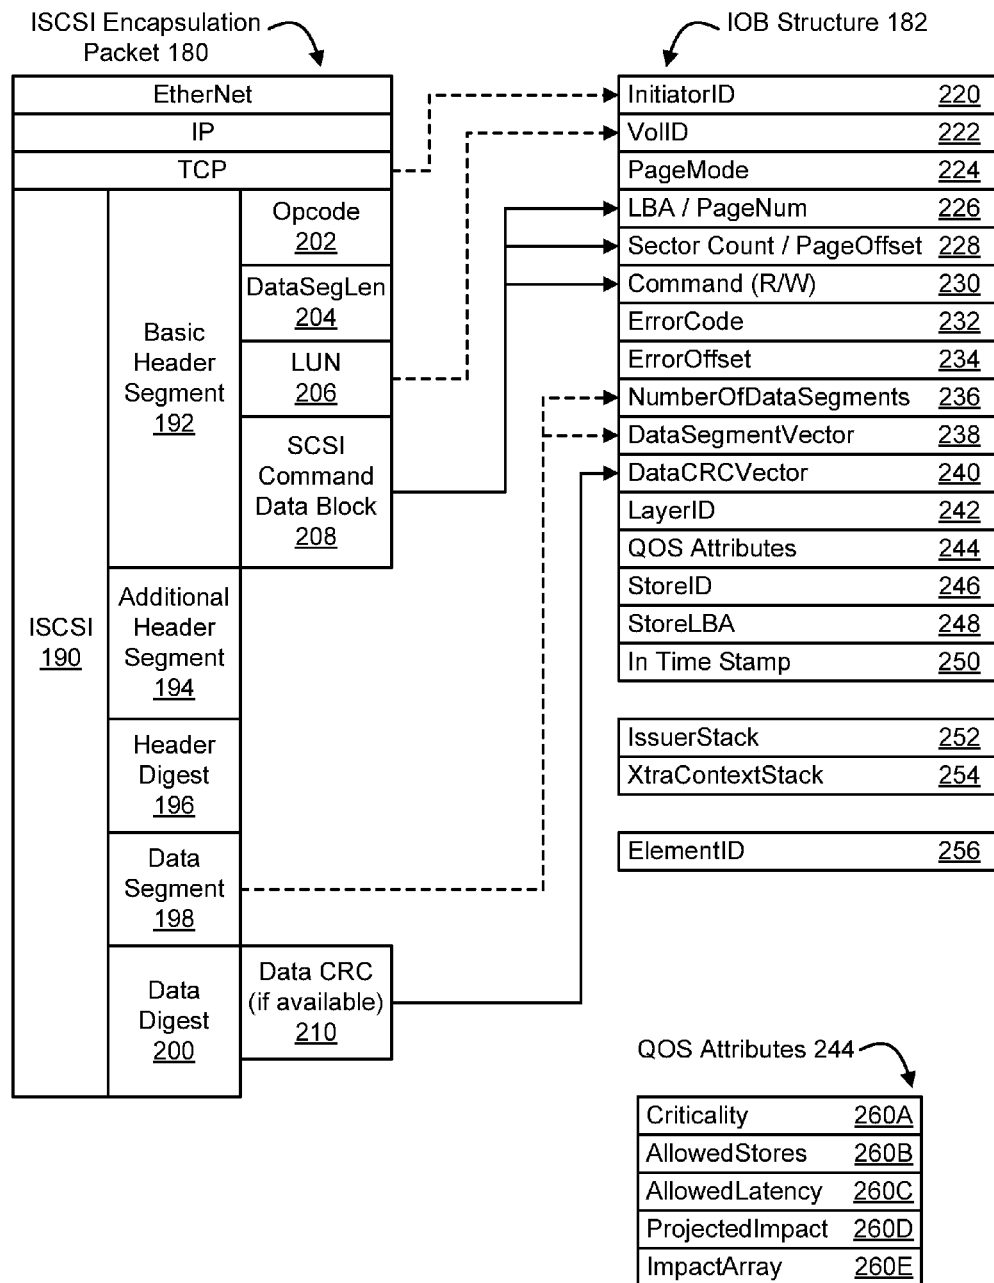 ISCSI Encapsulation
Packet 180
EtherNet
IP
TCP
ISCSI
190
Basic
Header
Segment
192
Opcode
202
DataSegLen
204
LUN
206
SCSI
Command
Data Block
208
Additional
Header
Segment
194
Header
Digest
196
Data
Segment
198
Data
Digest
200
Data CRC
(if available)
210
IOB Structure 182
InitiatorID 220
VolID 222
PageMode 224
LBA / PageNum 226
Sector Count / PageOffset 228
Command (R/W) 230
ErrorCode 232
ErrorOffset 234
NumberOfDataSegments 236
DataSegmentVector 238
DataCRCVector 240
LayerID 242
QOS Attributes 244
StoreID 246
StoreLBA 248
In Time Stamp 250
IssuerStack 252
XtraContextStack 254
ElementID 256
QOS Attributes 244
Criticality 260A
AllowedStores 260B
AllowedLatency 260C
ProjectedImpact 260D
ImpactArray 260E